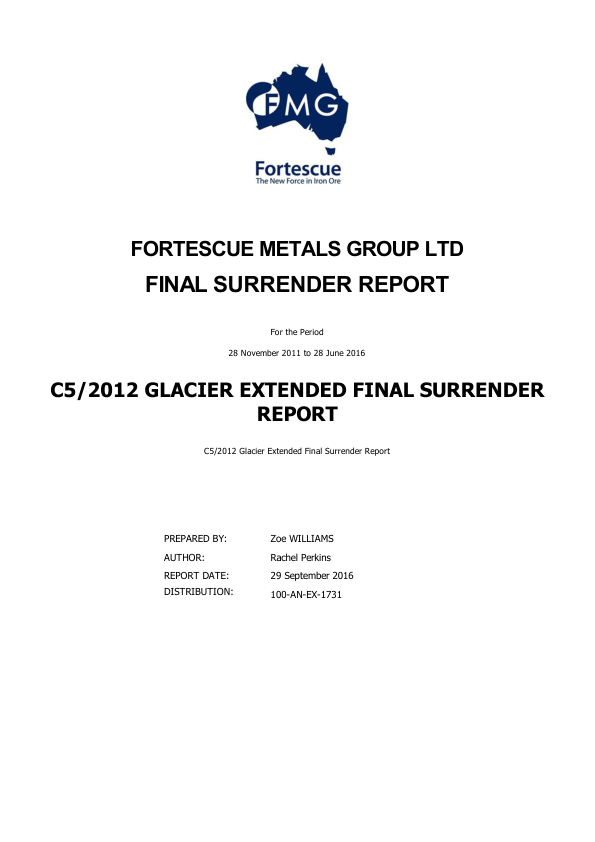 FMG
Fortescue
The New Force in Iron Ore
FORTESCUE METALS GROUP LTD
FINAL SURRENDER REPORT
For the Period
28 November 2011 to 28 June 2016
C5/2012 GLACIER EXTENDED FINAL SURRENDER
REPORT
C5/2012 Glacier Extended Final Surrender Report
PREPARED BY: Zoe WILLIAMS
AUTHOR: Rachel Perkins
REPORT DATE: 29 September 2016
DISTRIBUTION: 100-AN-EX-1731